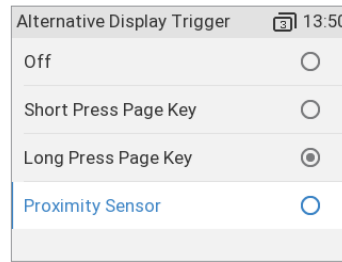 Alternative Display Trigger 3 13:50
Off
Short Press Page Key
Long Press Page Key
Proximity Sensor